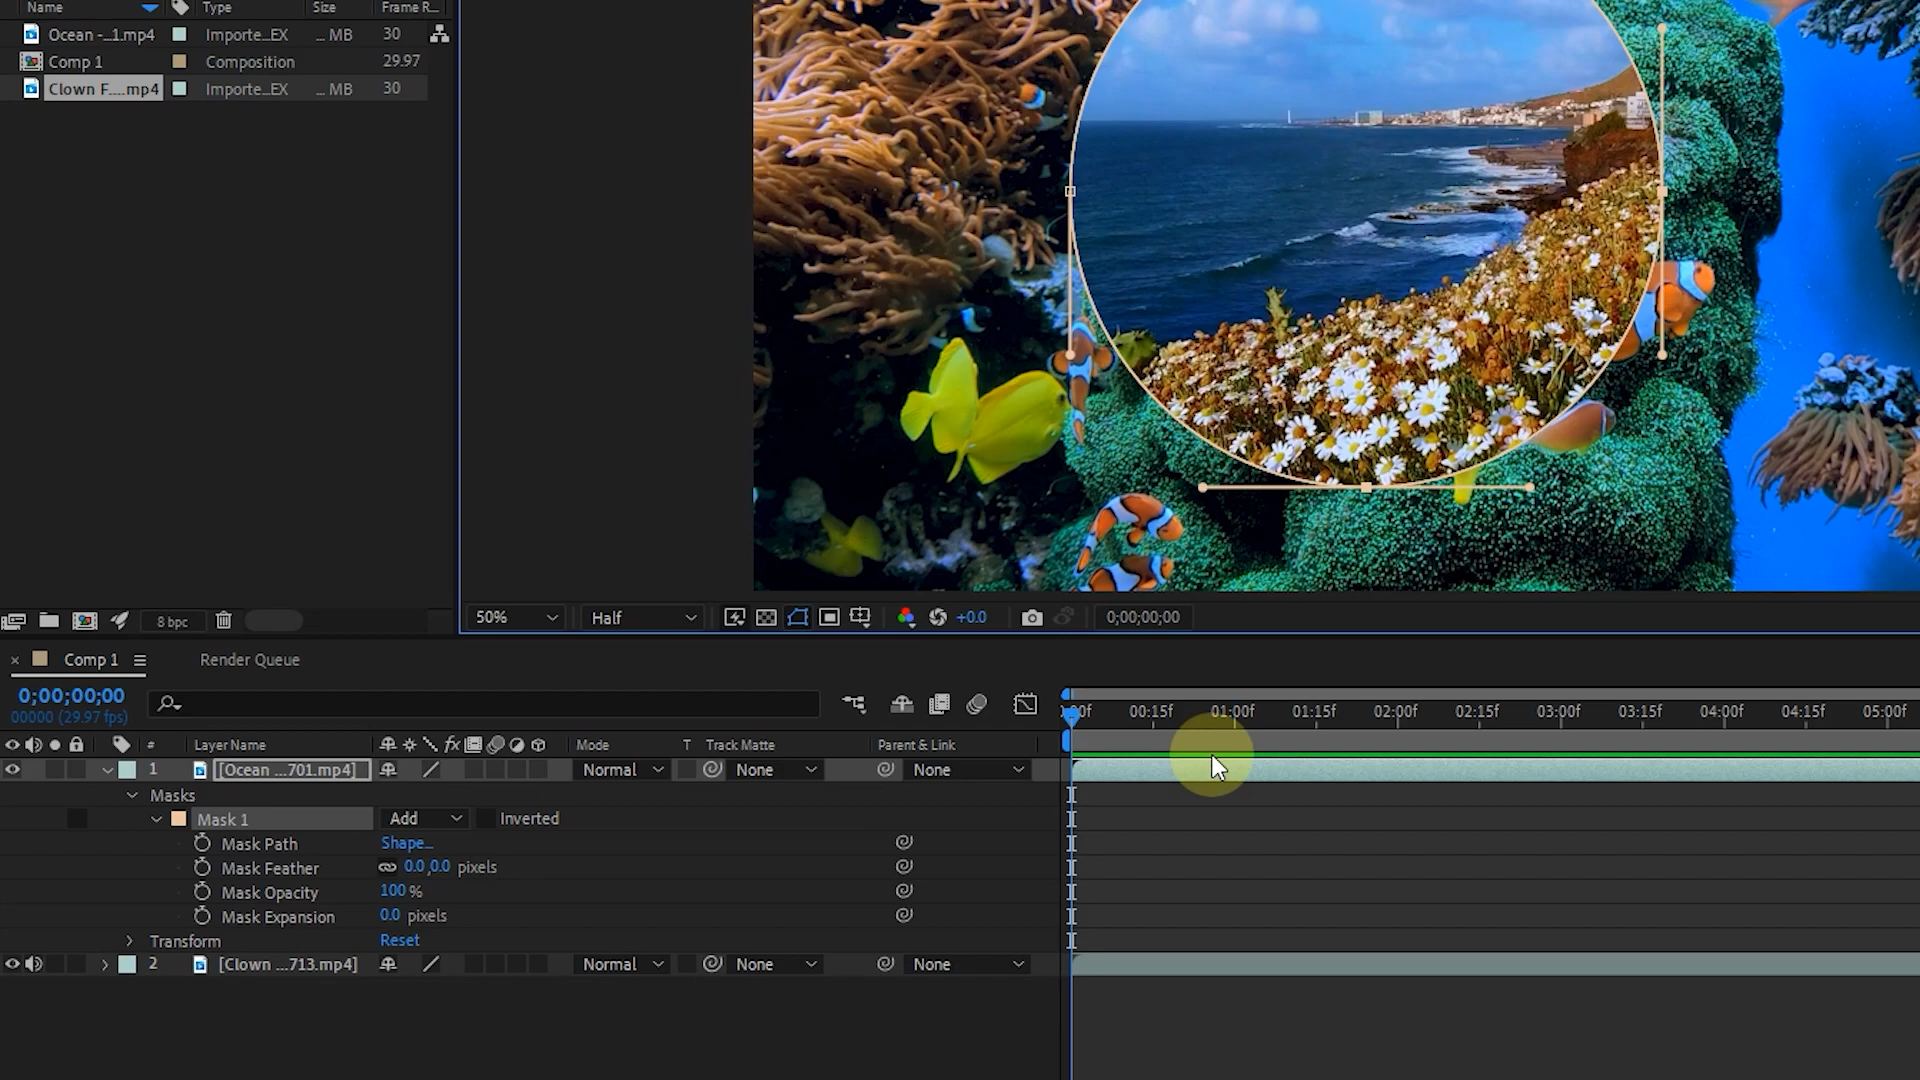 Name Type Size Frame R...
Ocean -...1.mp4 Importe...EX ... MB 30
Comp 1 Composition 29.97
Clown F....mp4 Importe...EX ... MB 30
8 bpc
50% Half +0.0 0;00;00;00
Comp 1 Render Queue
0;00;00;00
00000 (29.97 fps)
:00f 00:15f 01:00f 01:15f 02:00f 02:15f 03:00f 03:15f 04:00f 04:15f 05:00f
# Layer Name fx Mode T Track Matte Parent & Link
1 [Ocean ...701.mp4] Normal None None
Masks
Mask 1 Add Inverted
Mask Path Shape...
Mask Feather 0.0,0.0 pixels
Mask Opacity 100 %
Mask Expansion 0.0 pixels
Transform Reset
2 [Clown ...713.mp4] Normal None None